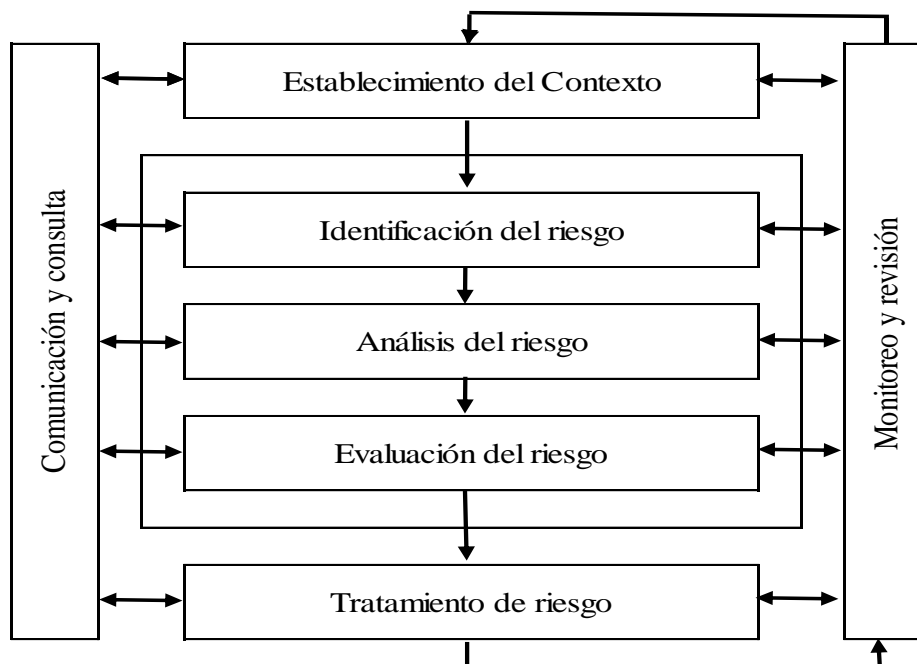 Establecimiento del Contexto
Comunicación y consulta
Identificación del riesgo
Análisis del riesgo
Evaluación del riesgo
Tratamiento de riesgo
Monitoreo y revisión